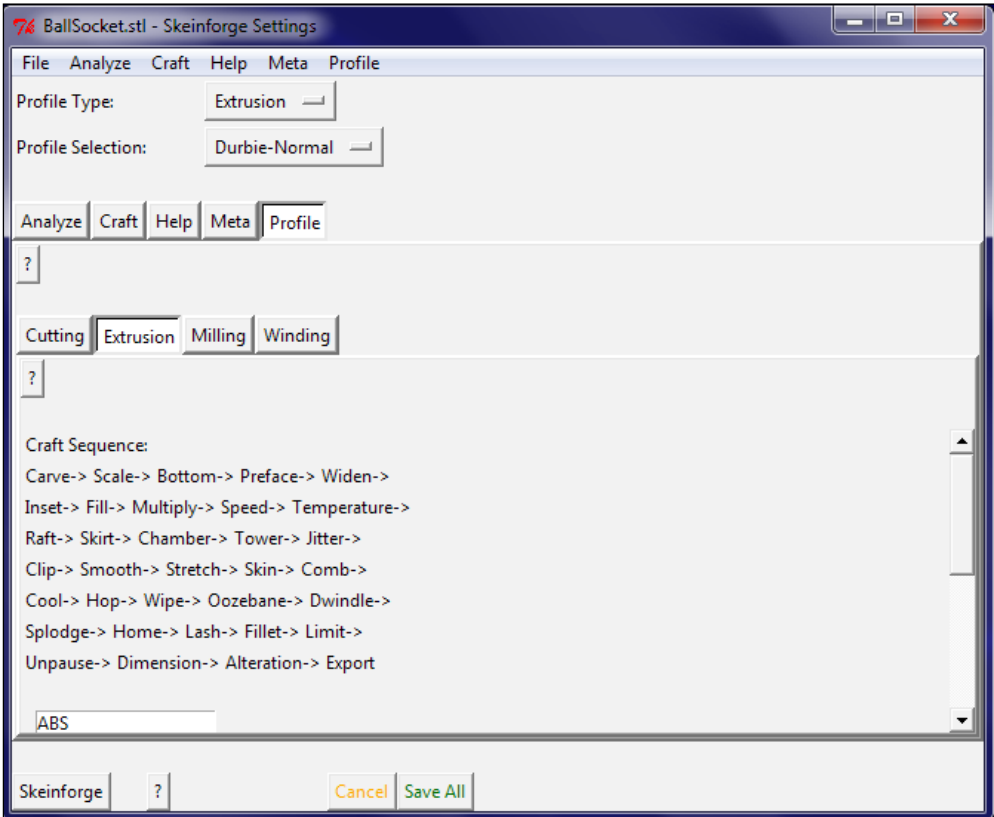 BallSocket.stl - Skeinforge Settings
File Analyze Craft Help Meta Profile
Profile Type: Extrusion
Profile Selection: Durbie-Normal
Analyze Craft Help Meta Profile
?
Cutting Extrusion Milling Winding
?
Craft Sequence:
Carve-> Scale-> Bottom-> Preface-> Widen->
Inset-> Fill-> Multiply-> Speed-> Temperature->
Raft-> Skirt-> Chamber-> Tower-> Jitter->
Clip-> Smooth-> Stretch-> Skin-> Comb->
Cool-> Hop-> Wipe-> Oozebane-> Dwindle->
Splodge-> Home-> Lash-> Fillet-> Limit->
Unpause-> Dimension-> Alteration-> Export
ABS
Skeinforge ? Cancel Save All